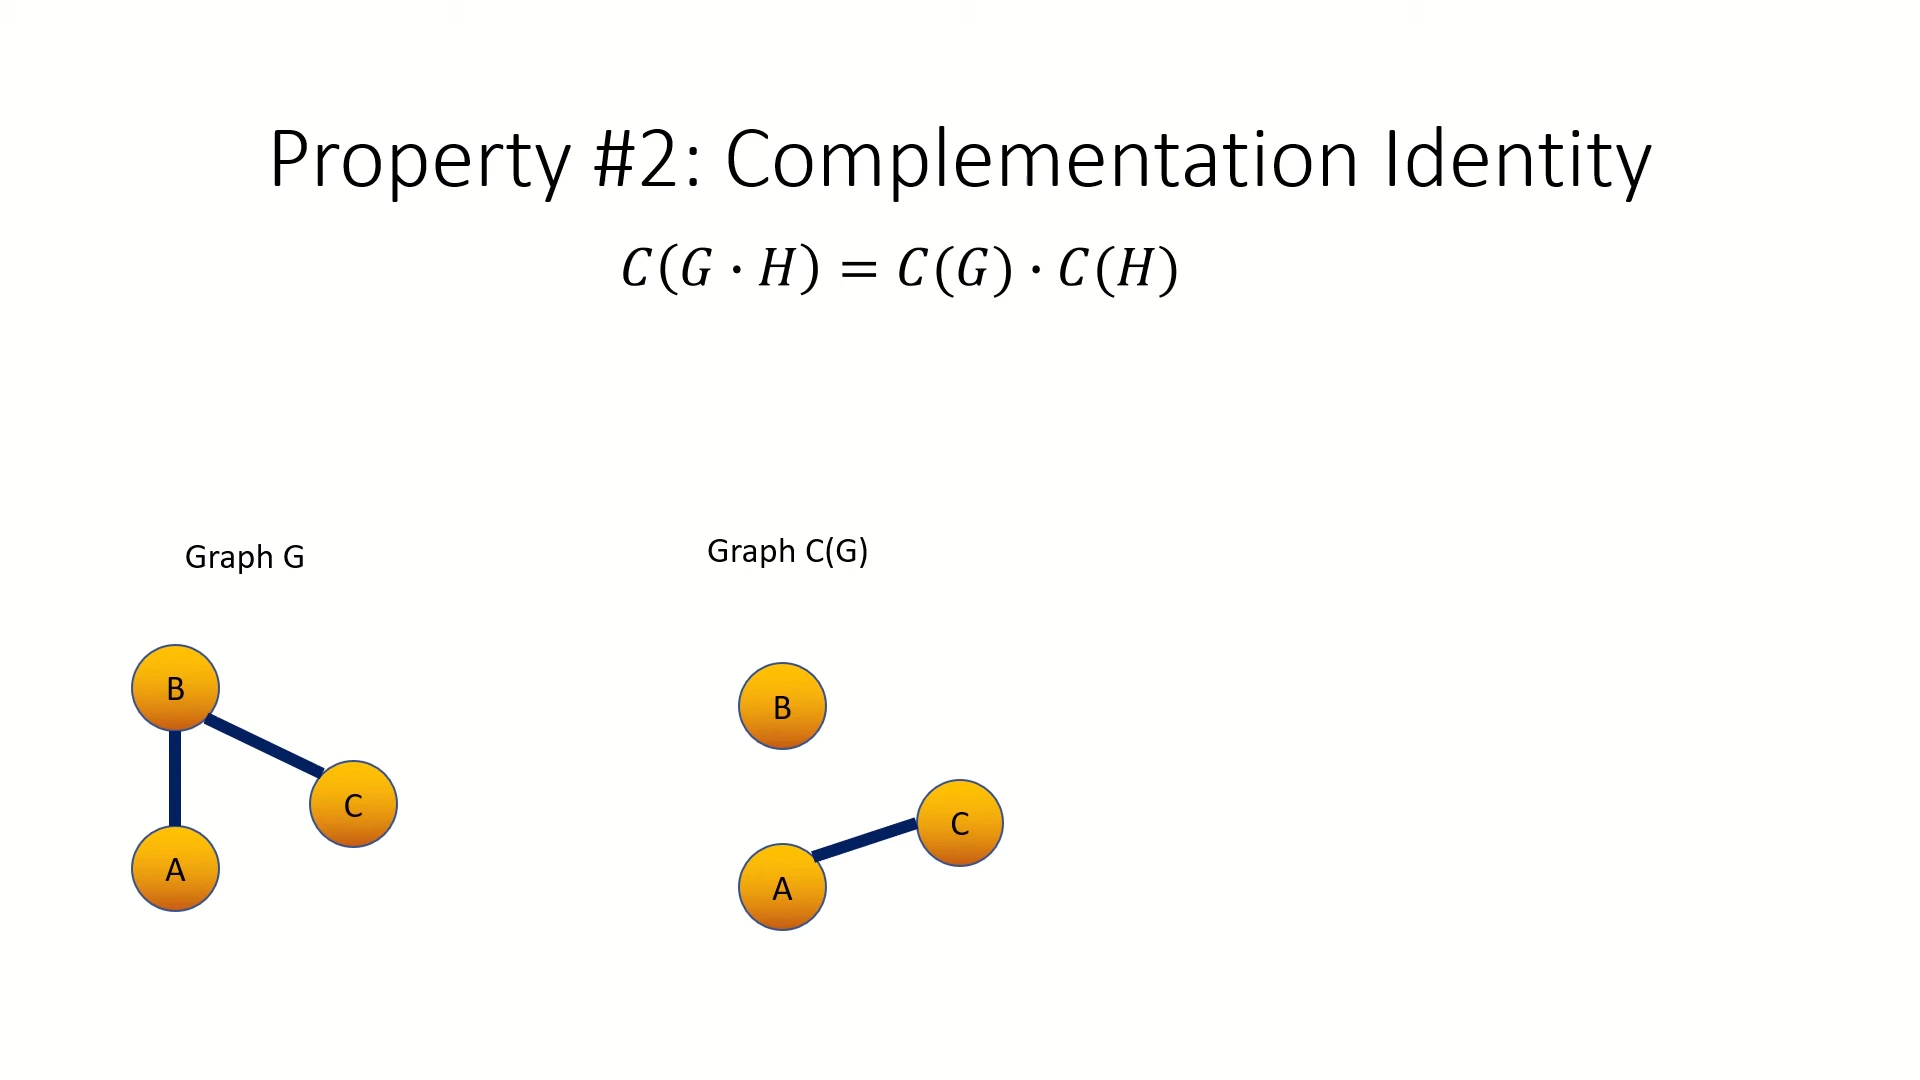 Property #2: Complementation Identity
𝐶(𝐺 · 𝐻) = 𝐶(𝐺) · 𝐶(𝐻)
Graph G
Graph C(G)
B
C
A
B
C
A